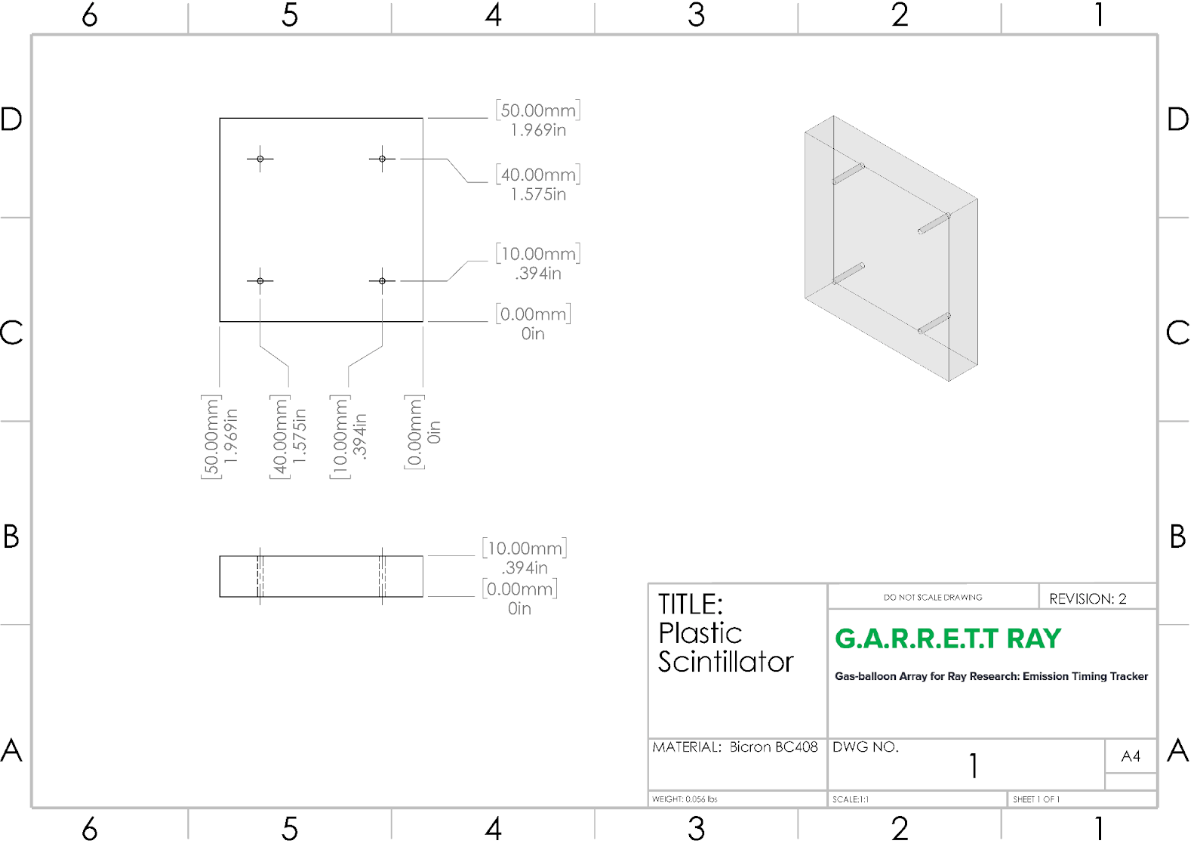 6 5 4 3 2 1
D D
[50.00mm]
1.969in
[40.00mm]
1.575in
[10.00mm]
.394in
[0.00mm]
0in
C C
[50.00mm]
1.969in
[40.00mm]
1.575in
[10.00mm]
.394in
[0.00mm]
0in
B B
[10.00mm]
.394in
[0.00mm]
0in
TITLE:
Plastic
Scintillator
DO NOT SCALE DRAWING
REVISION: 2
G.A.R.R.E.T.T RAY
Gas-balloon Array for Ray Research: Emission Timing Tracker
A A
MATERIAL: Bicron BC408
DWG NO.
1
A4
WEIGHT: 0.056 lbs
SCALE:1:1
SHEET 1 OF 1
6 5 4 3 2 1